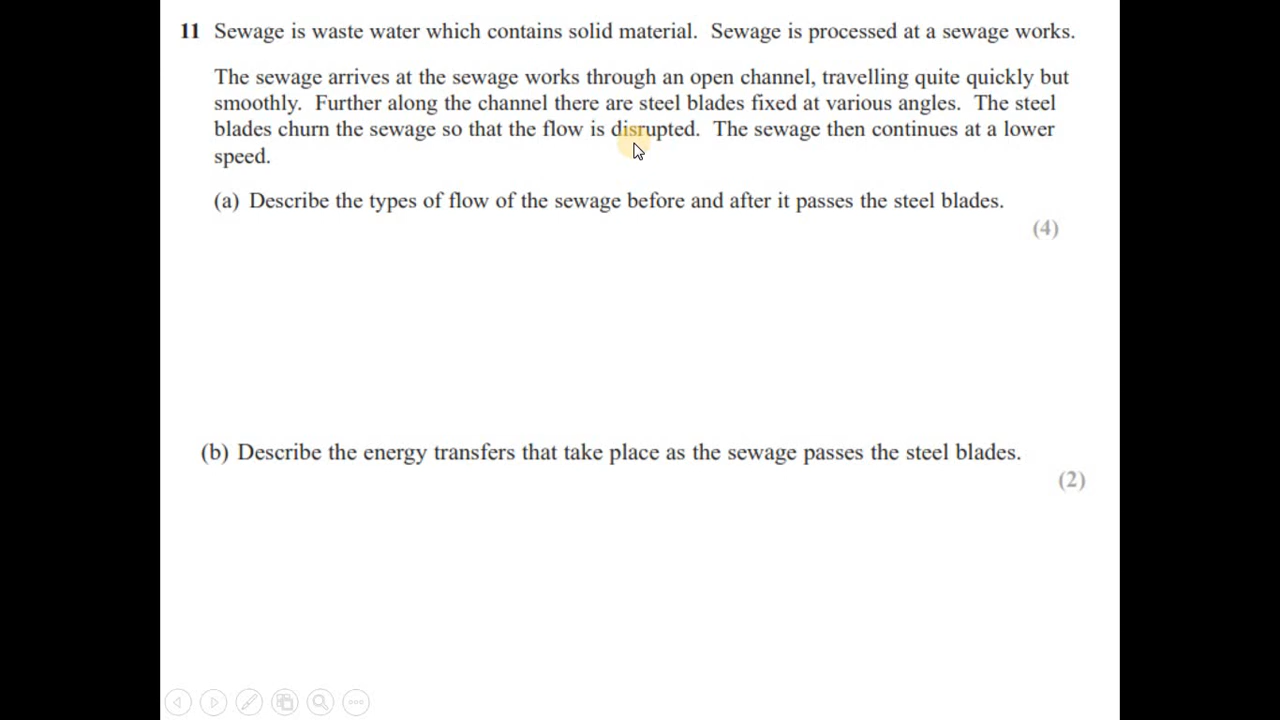 11 Sewage is waste water which contains solid material. Sewage is processed at a sewage works.
The sewage arrives at the sewage works through an open channel, travelling quite quickly but
smoothly. Further along the channel there are steel blades fixed at various angles. The steel
blades churn the sewage so that the flow is disrupted. The sewage then continues at a lower
speed.
(a) Describe the types of flow of the sewage before and after it passes the steel blades.
(4)
(b) Describe the energy transfers that take place as the sewage passes the steel blades.
(2)